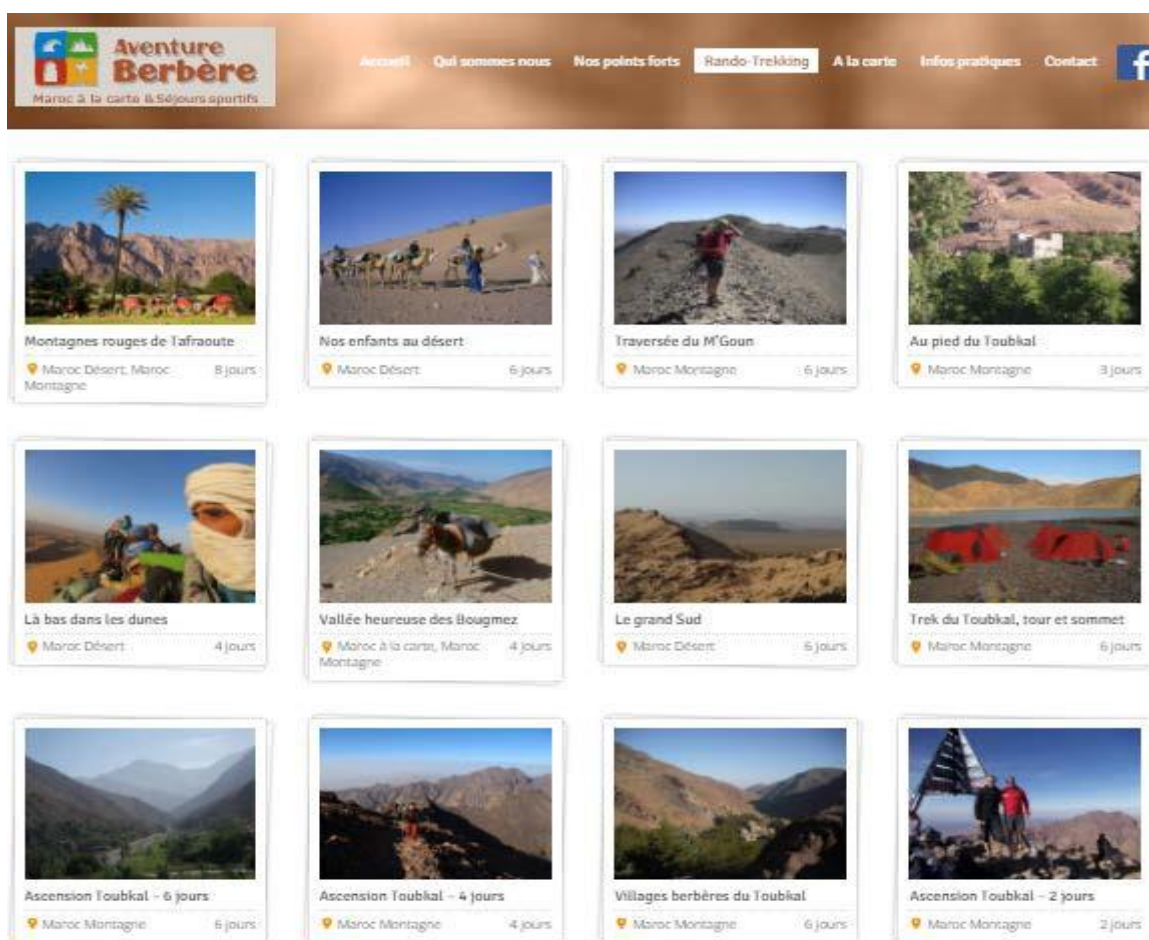 Aventure
Berbère
Maroc à la carte & Séjours sportifs
Accueil Qui sommes nous Nos points forts Rando-Trekking A la carte Infos pratiques Contact f
Montagnes rouges de Tafraoute
Maroc Désert, Maroc Montagne 8 jours
Nos enfants au désert
Maroc Désert 6 jours
Traversée du M'Goun
Maroc Montagne 6 jours
Au pied du Toubkal
Maroc Montagne 3 jours
Là bas dans les dunes
Maroc Désert 4 jours
Vallée heureuse des Bougmez
Maroc à la carte, Maroc Montagne 4 jours
Le grand Sud
Maroc Désert 6 jours
Trek du Toubkal, tour et sommet
Maroc Montagne 6 jours
Ascension Toubkal – 6 jours
Maroc Montagne 6 jours
Ascension Toubkal – 4 jours
Maroc Montagne 4 jours
Villages berbères du Toubkal
Maroc Montagne 6 jours
Ascension Toubkal – 2 jours
Maroc Montagne 2 jours